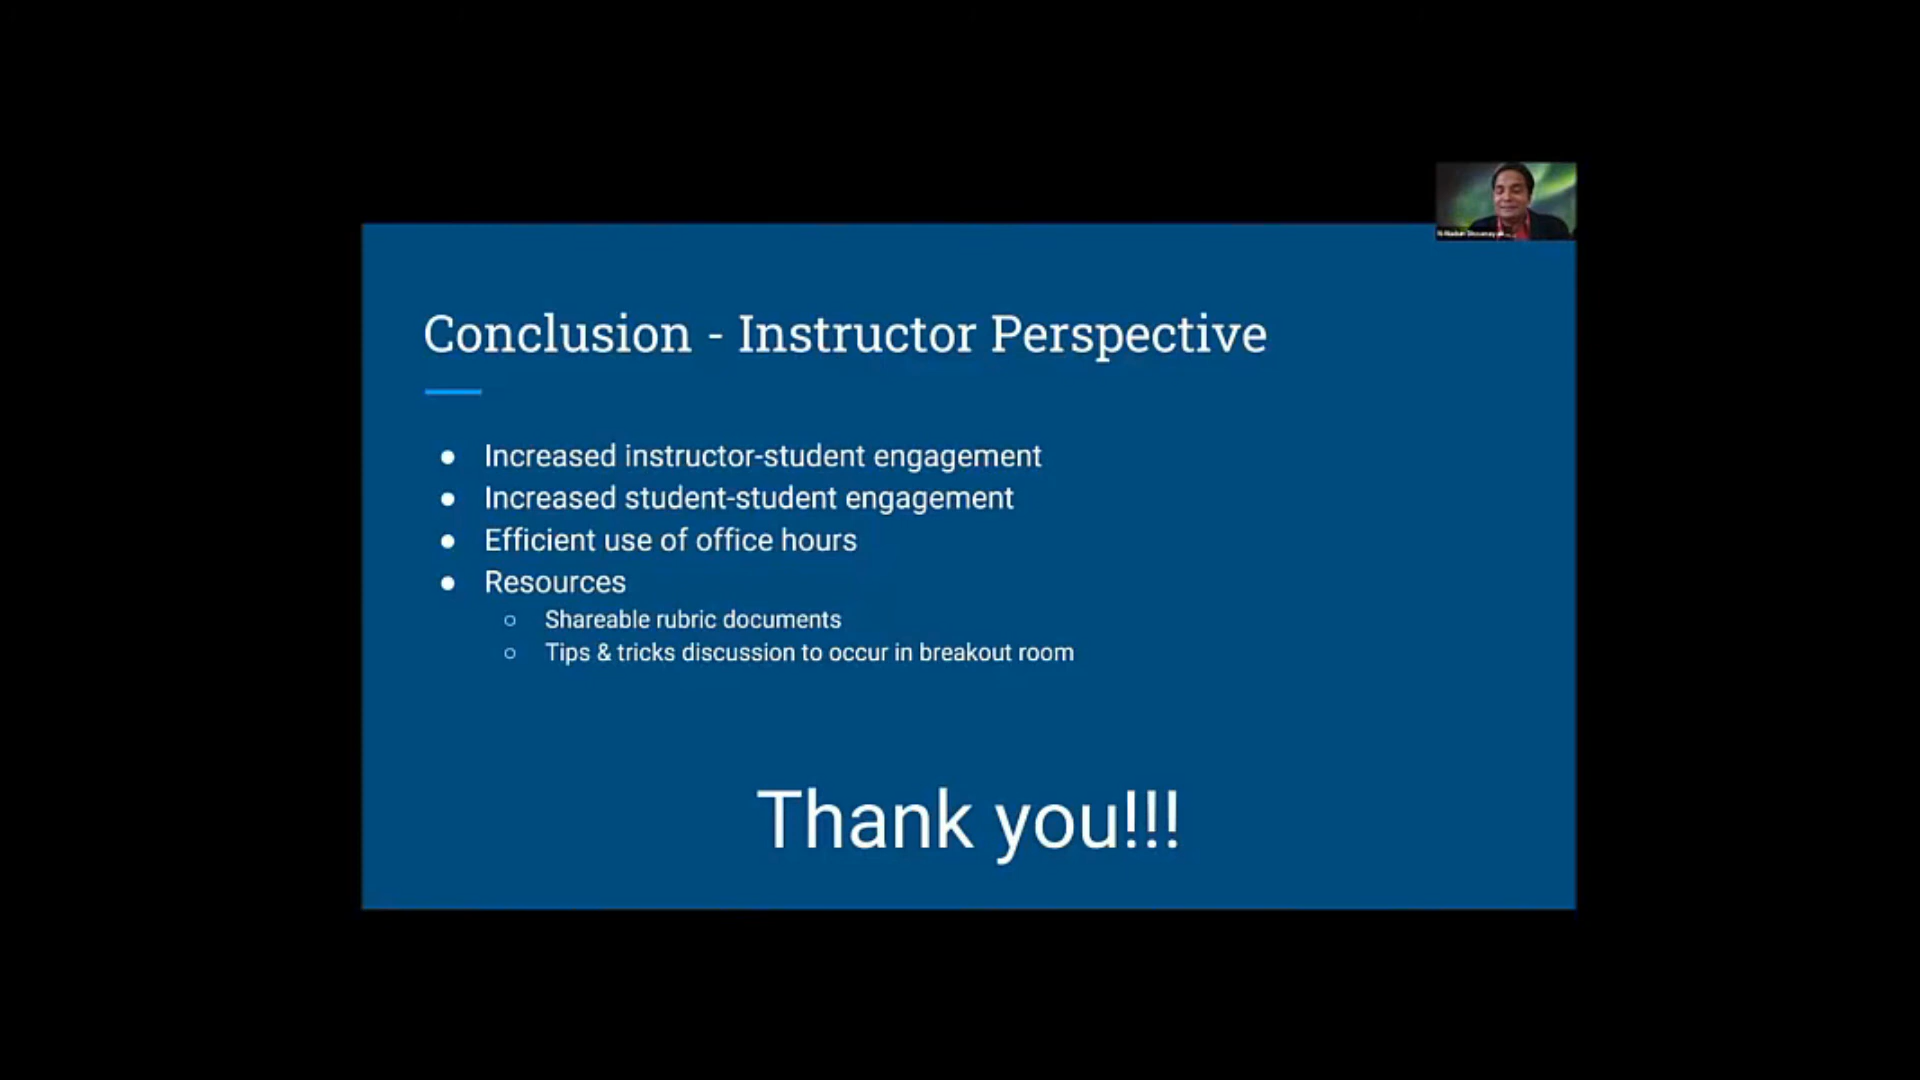 Conclusion - Instructor Perspective
● Increased instructor-student engagement
● Increased student-student engagement
● Efficient use of office hours
● Resources
○ Shareable rubric documents
○ Tips & tricks discussion to occur in breakout room
Thank you!!!